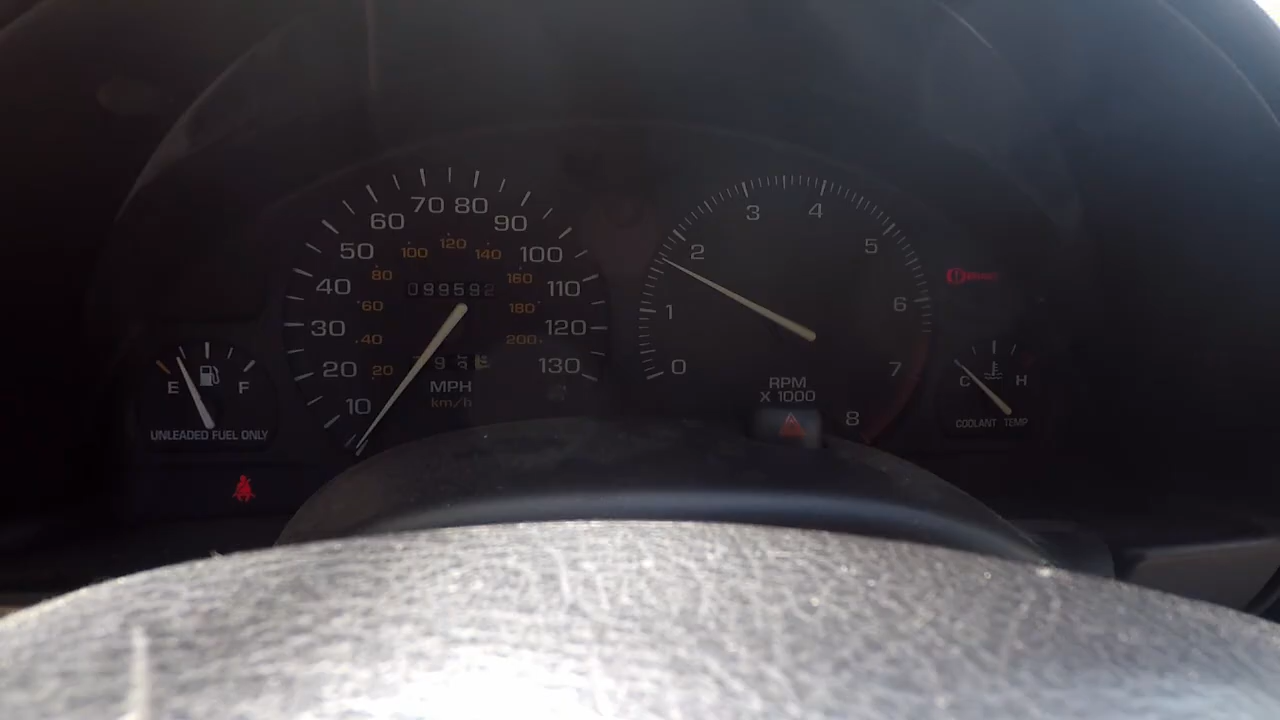 70 80
60 90
50 100
40 110
30 120
20 130
10
120
100 140
80 160
60 180
40 200
20
099592
MPH
km/h
3 4
2 5
1 6
0 7
8
RPM
X 1000
E F
UNLEADED FUEL ONLY
C H
COOLANT TEMP